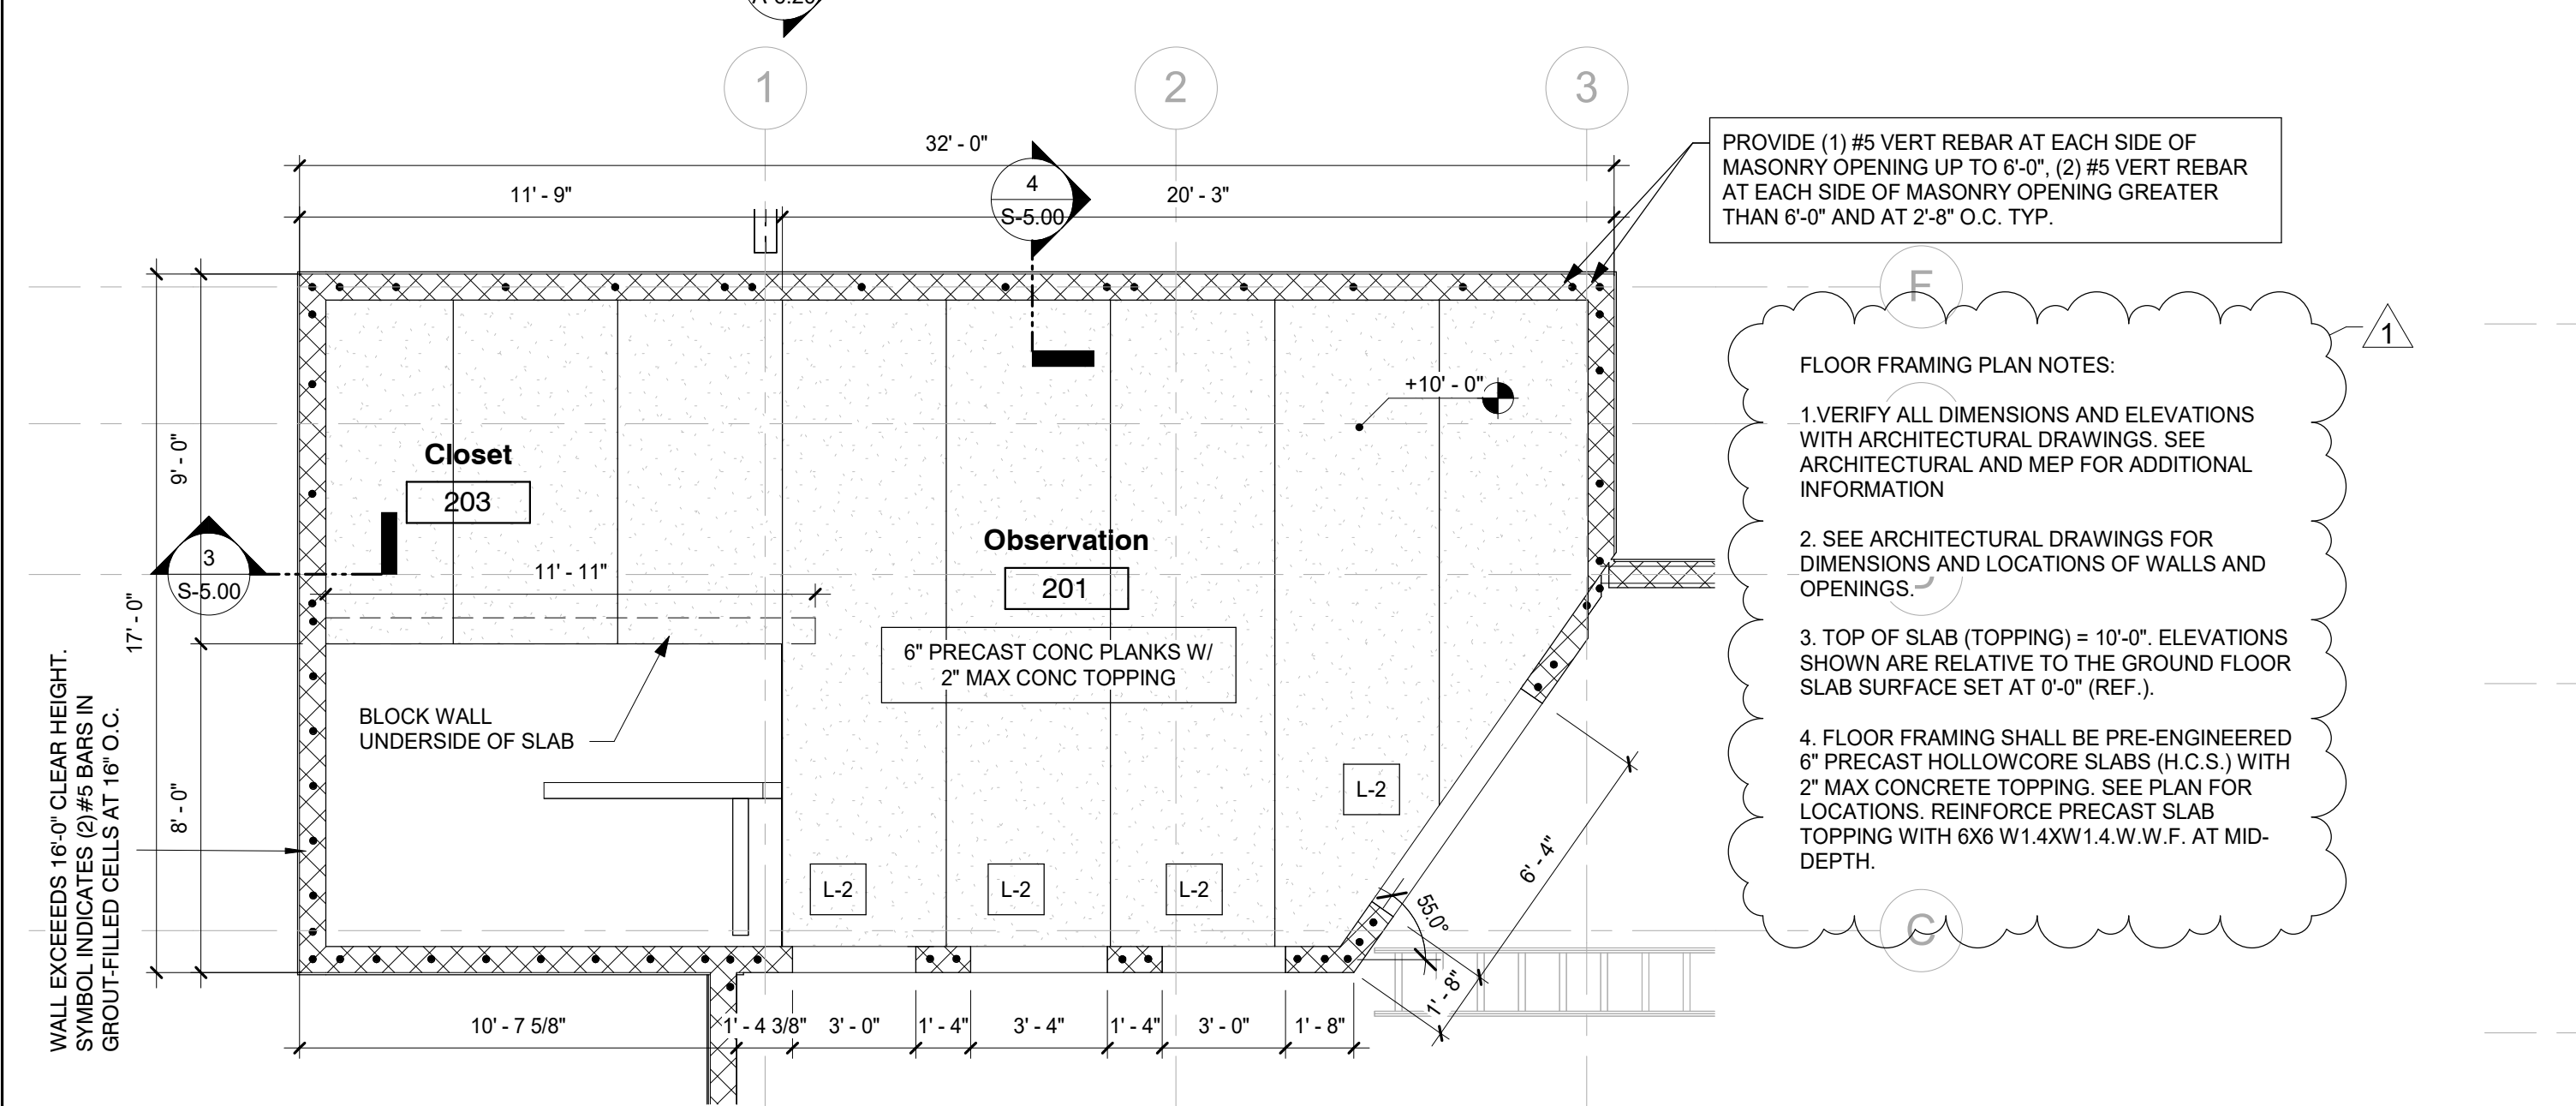 A-3.20
1
2
3
32' - 0"
11' - 9"
4
S-5.00
20' - 3"
PROVIDE (1) #5 VERT REBAR AT EACH SIDE OF
MASONRY OPENING UP TO 6'-0", (2) #5 VERT REBAR
AT EACH SIDE OF MASONRY OPENING GREATER
THAN 6'-0" AND AT 2'-8" O.C. TYP.
F
1
FLOOR FRAMING PLAN NOTES:
1.VERIFY ALL DIMENSIONS AND ELEVATIONS
WITH ARCHITECTURAL DRAWINGS. SEE
ARCHITECTURAL AND MEP FOR ADDITIONAL
INFORMATION
2. SEE ARCHITECTURAL DRAWINGS FOR
DIMENSIONS AND LOCATIONS OF WALLS AND
OPENINGS.
3. TOP OF SLAB (TOPPING) = 10'-0". ELEVATIONS
SHOWN ARE RELATIVE TO THE GROUND FLOOR
SLAB SURFACE SET AT 0'-0" (REF.).
4. FLOOR FRAMING SHALL BE PRE-ENGINEERED
6" PRECAST HOLLOWCORE SLABS (H.C.S.) WITH
2" MAX CONCRETE TOPPING. SEE PLAN FOR
LOCATIONS. REINFORCE PRECAST SLAB
TOPPING WITH 6X6 W1.4XW1.4.W.W.F. AT MID-
DEPTH.
C
+10' - 0"
9' - 0"
Closet
203
3
S-5.00
11' - 11"
Observation
201
17' - 0"
6" PRECAST CONC PLANKS W/
2" MAX CONC TOPPING
BLOCK WALL
UNDERSIDE OF SLAB
8' - 0"
WALL EXCEEEDS 16'-0" CLEAR HEIGHT.
SYMBOL INDICATES (2)#5 BARS IN
GROUT-FILLED CELLS AT 16" O.C.
L-2
L-2
L-2
L-2
6' - 4"
55.0°
1' - 8"
10' - 7 5/8"
1' - 4 3/8"
3' - 0"
1' - 4"
3' - 4"
1' - 4"
3' - 0"
1' - 8"